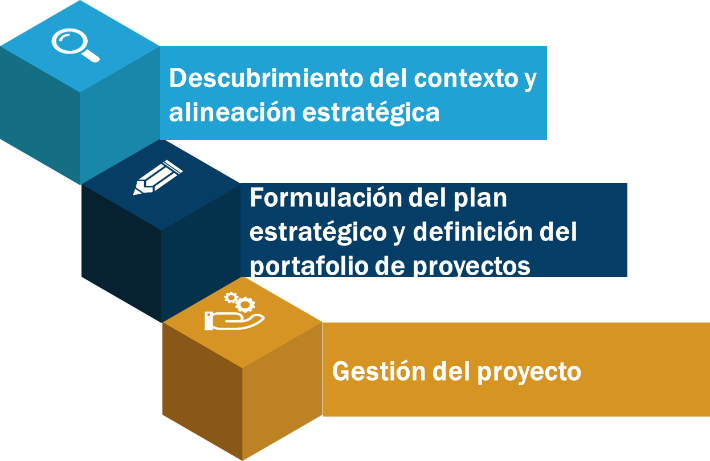 Descubrimiento del contexto y
alineación estratégica
Formulación del plan
estratégico y definición del
portafolio de proyectos
Gestión del proyecto